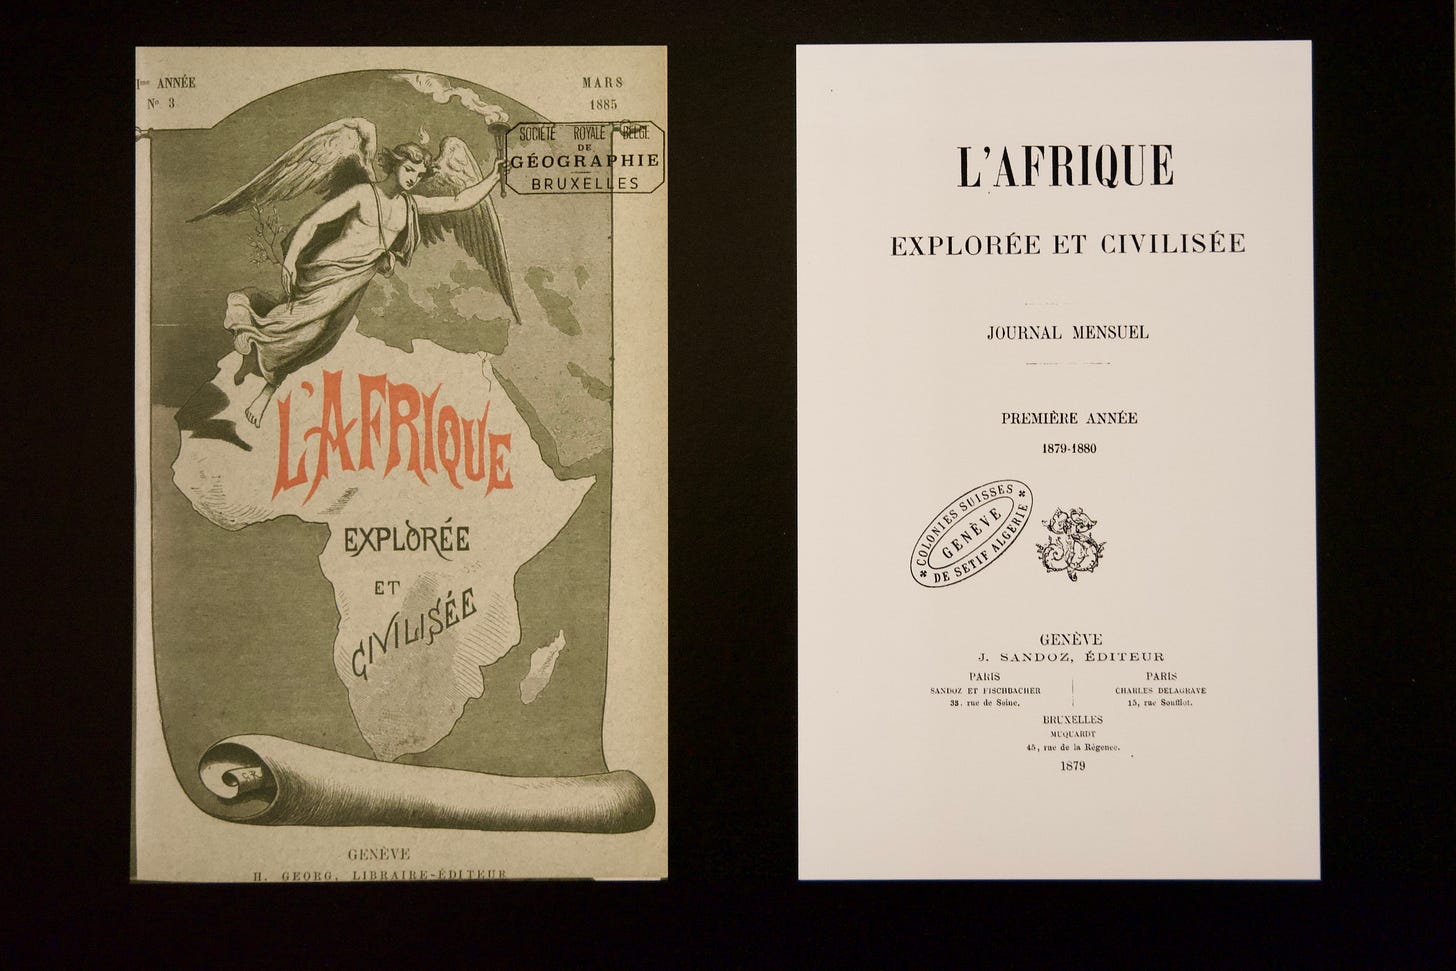 ANNÉE
Nº 3
MARS
1885
SOCIÉTÉ ROYALE BELGE
DE
GÉOGRAPHIE
BRUXELLES
L'AFRIQUE
EXPLORÉE
ET
CIVILISÉE
GENÈVE
H. GEORG, LIBRAIRE-ÉDITEUR
L'AFRIQUE
EXPLORÉE ET CIVILISÉE
JOURNAL MENSUEL
PREMIÈRE ANNÉE
1879-1880
COLONIES SUISSES
GENÈVE
DE SETIF ALGERIE
GENÈVE
J. SANDOZ, ÉDITEUR
PARIS
SANDOZ ET FISCHBACHER
33, rue de Seine.
PARIS
CHARLES DELAGRAVE
15, rue Soufflot.
BRUXELLES
MUQUARDT
45, rue de la Régence.
1879